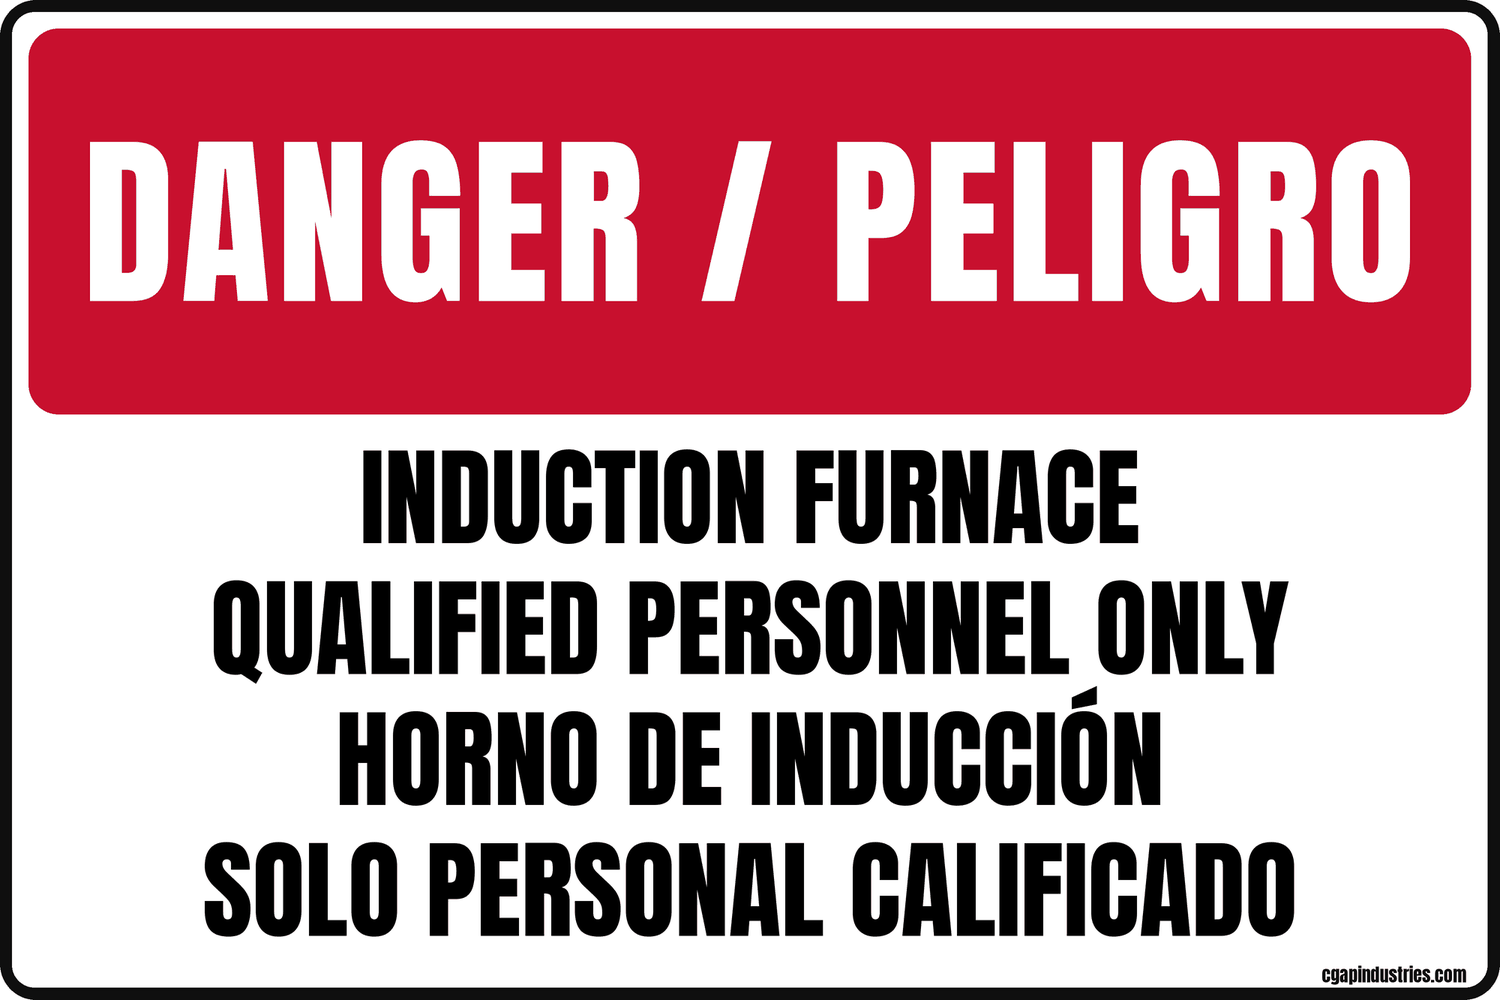 DANGER / PELIGRO
INDUCTION FURNACE
QUALIFIED PERSONNEL ONLY
HORNO DE INDUCCIÓN
SOLO PERSONAL CALIFICADO
cgapindustries.com